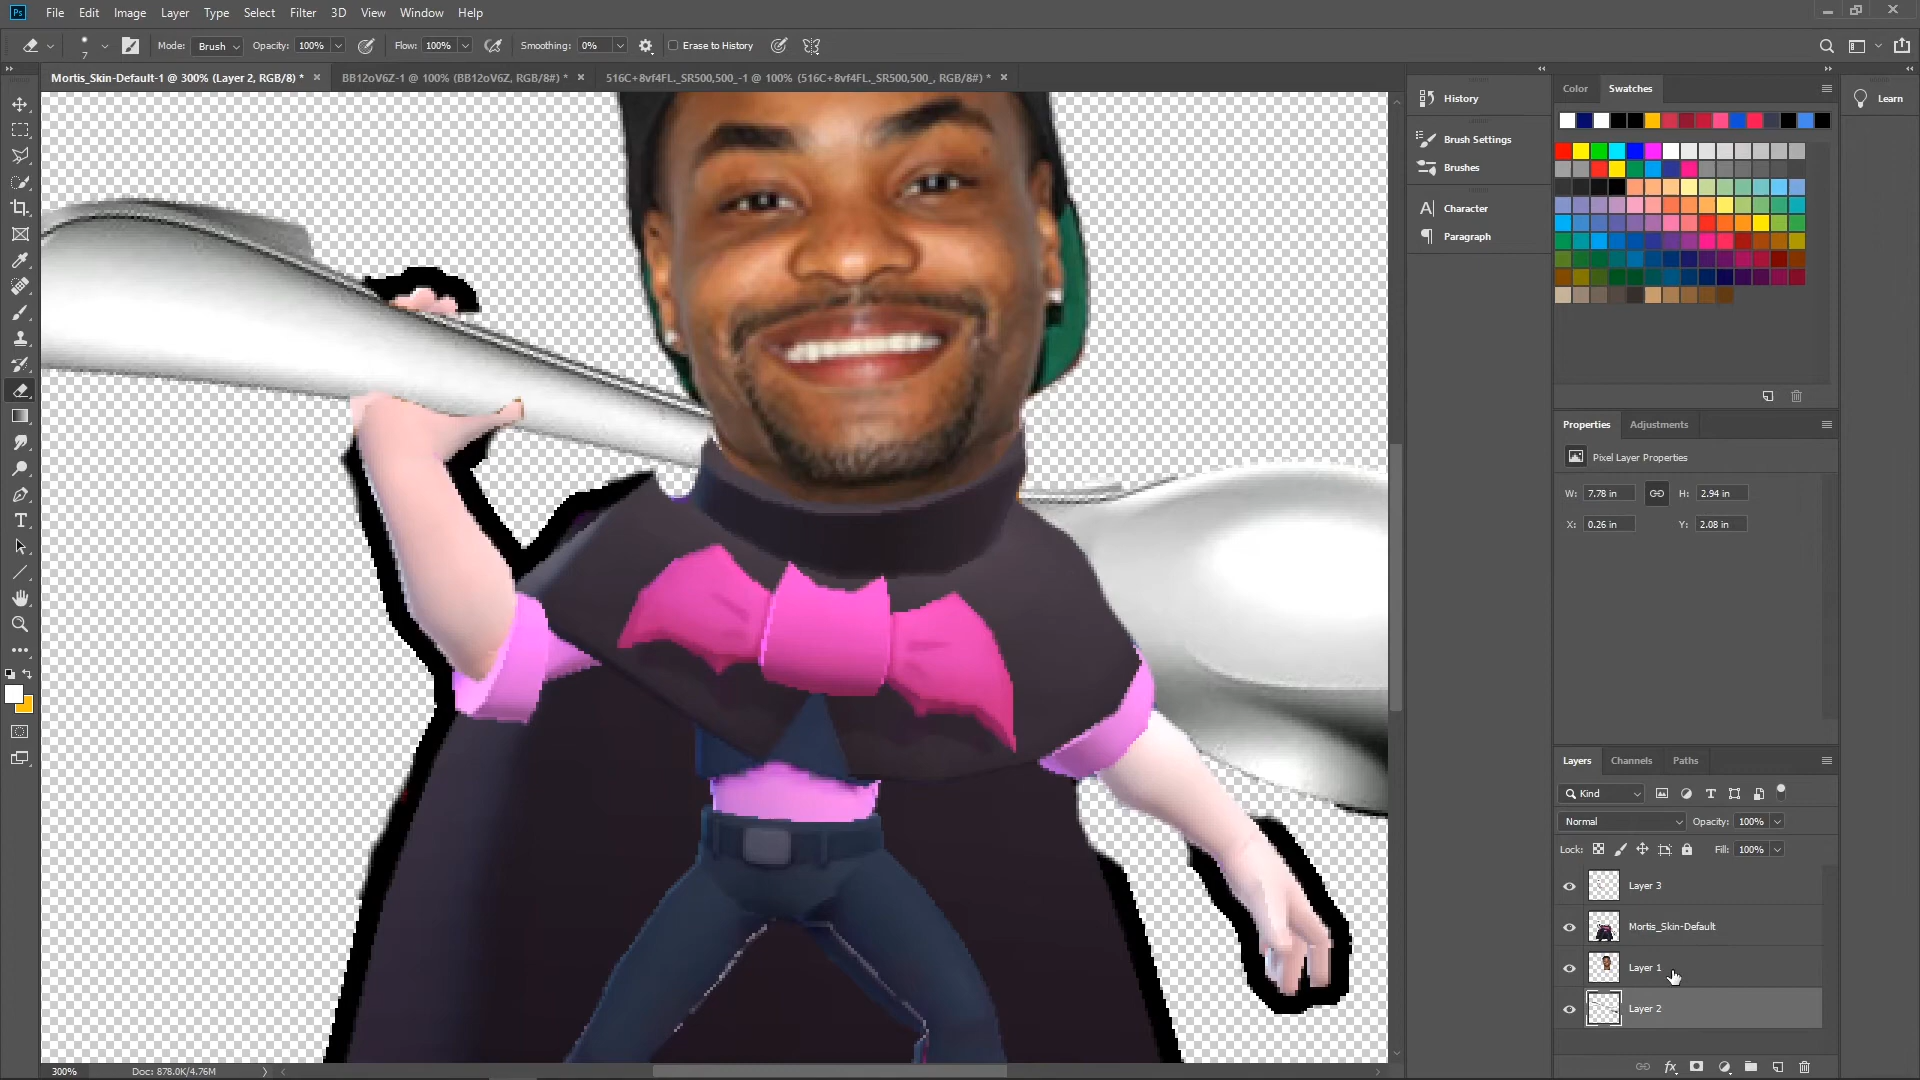 Ps File Edit Image Layer Type Select Filter 3D View Window Help
7 Mode: Brush Opacity: 100% Flow: 100% Smoothing: 0% Erase to History
Mortis_Skin-Default-1 @ 300% (Layer 2, RGB/8) * BB12oV6Z-1 @ 100% (BB12oV6Z, RGB/8#) * 516C+8vf4FL._SR500,500_-1 @ 100% (516C+8vf4FL._SR500,500_, RGB/8#) *
History
Brush Settings
Brushes
Character
Paragraph
Color Swatches
Learn
Properties Adjustments
Pixel Layer Properties
W: 7.78 in H: 2.94 in
X: 0.26 in Y: 2.08 in
Layers Channels Paths
Kind
Normal Opacity: 100%
Lock: Fill: 100%
Layer 3
Mortis_Skin-Default
Layer 1
Layer 2
300% Doc: 878.0K/4.76M